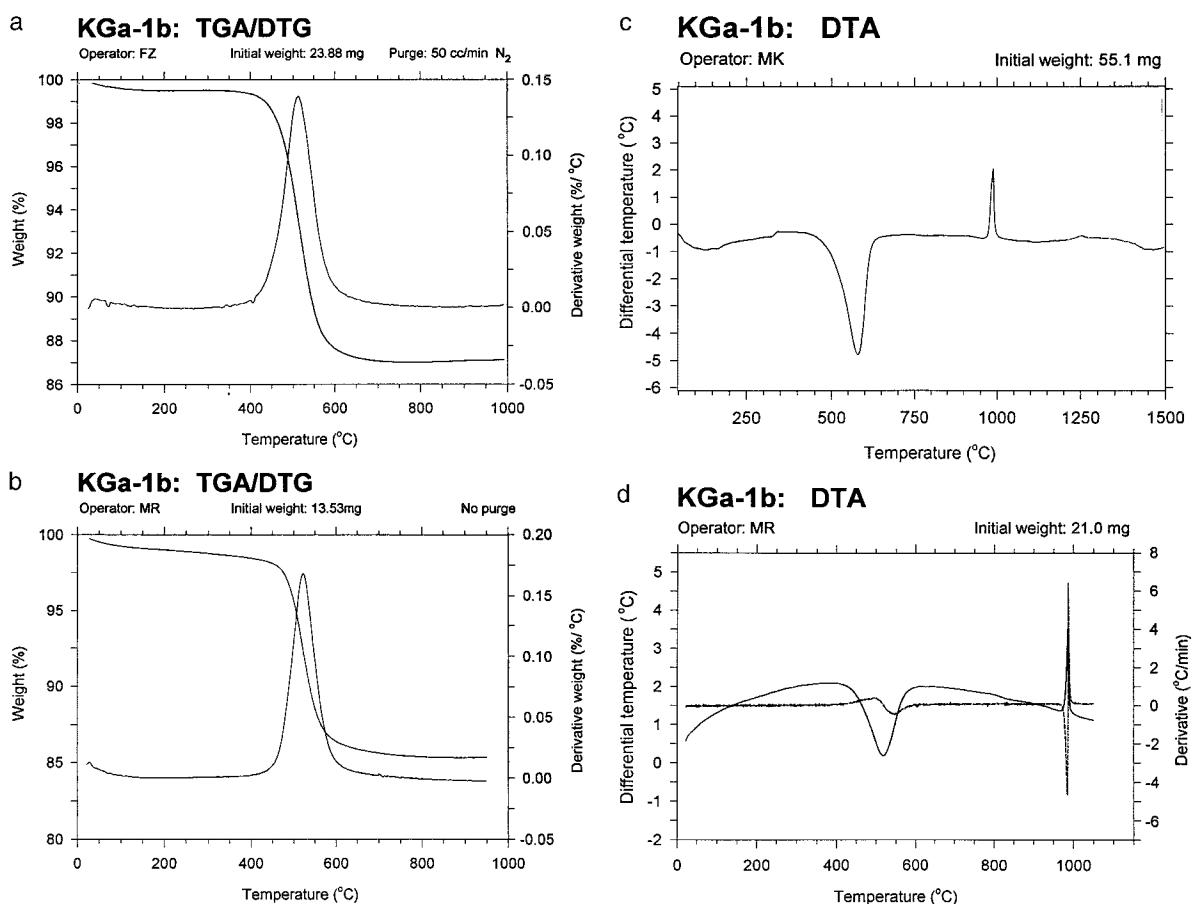 a
KGa-1b: TGA/DTG
Operator: FZ Initial weight: 23.88 mg Purge: 50 cc/min N2
100
98
96
94
92
90
88
86
Weight (%)
0.15
0.10
0.05
0.00
-0.05
Derivative weight (%/ °C)
0 200 400 600 800 1000
Temperature (°C)
b
KGa-1b: TGA/DTG
Operator: MR Initial weight: 13.53mg No purge
100
95
90
85
80
Weight (%)
0.20
0.15
0.10
0.05
0.00
-0.05
Derivative weight (%/ °C)
0 200 400 600 800 1000
Temperature (°C)
c
KGa-1b: DTA
Operator: MK Initial weight: 55.1 mg
5
4
3
2
1
0
-1
-2
-3
-4
-5
-6
Differential temperature (°C)
250 500 750 1000 1250 1500
Temperature (°C)
d
KGa-1b: DTA
Operator: MR Initial weight: 21.0 mg
5
4
3
2
1
0
-1
-2
Differential temperature (°C)
8
6
4
2
0
-2
-4
-6
Derivative (°C/min)
0 200 400 600 800 1000
Temperature (°C)